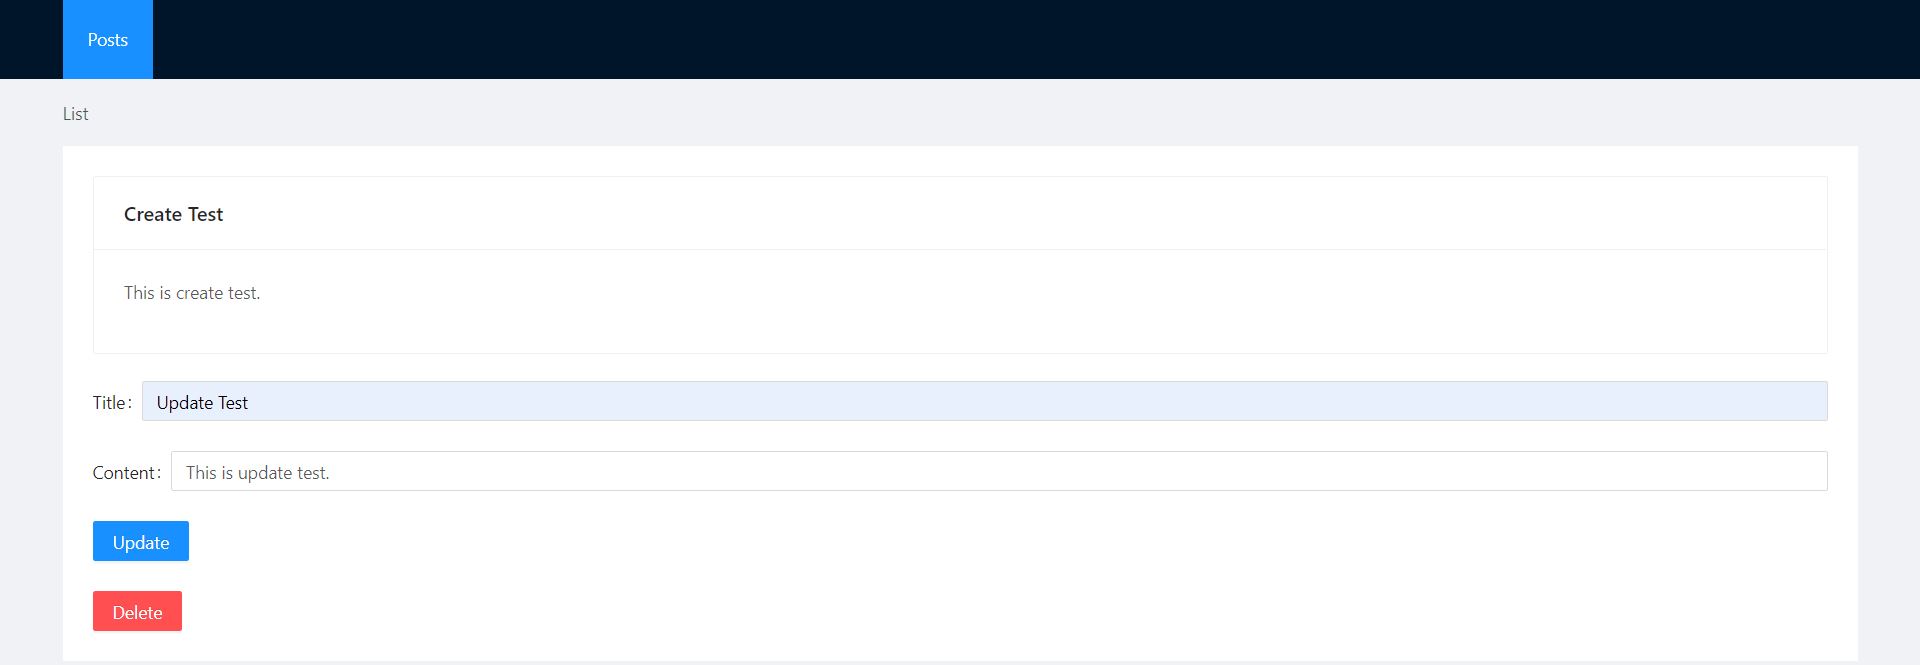 Posts
List
Create Test
This is create test.
Title: Update Test
Content: This is update test.
Update
Delete